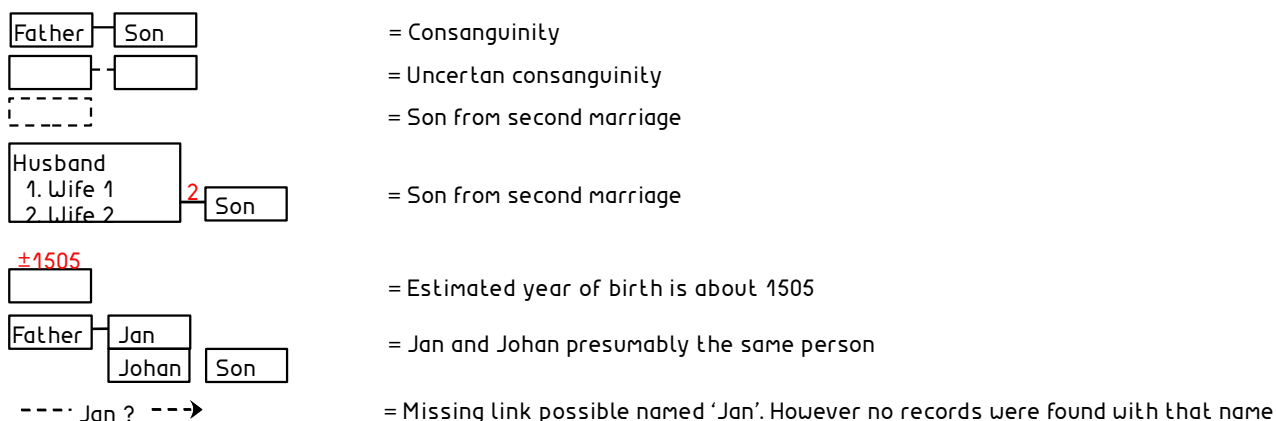 Father Son = Consanguinity
= Uncertan consanguinity
= Son from second marriage
Husband
1. Wife 1
2. Wife 2 2 Son = Son from second marriage
±1505
= Estimated year of birth is about 1505
Father Jan
= Jan and Johan presumably the same person
Johan Son
Jan ? = Missing link possible named ‘Jan’. However no records were found with that name